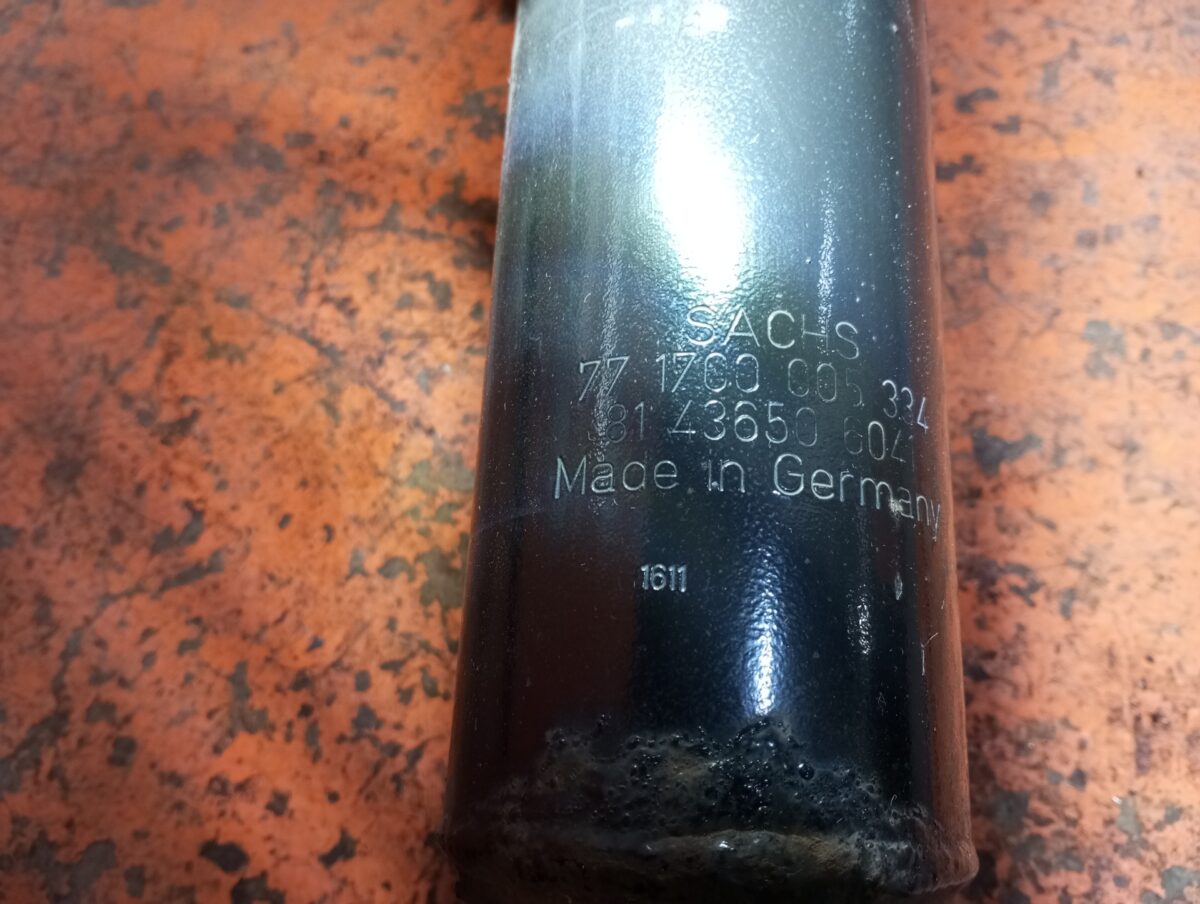 SACHS
77 1700 005 334
81 43650 604
Made in Germany
1611